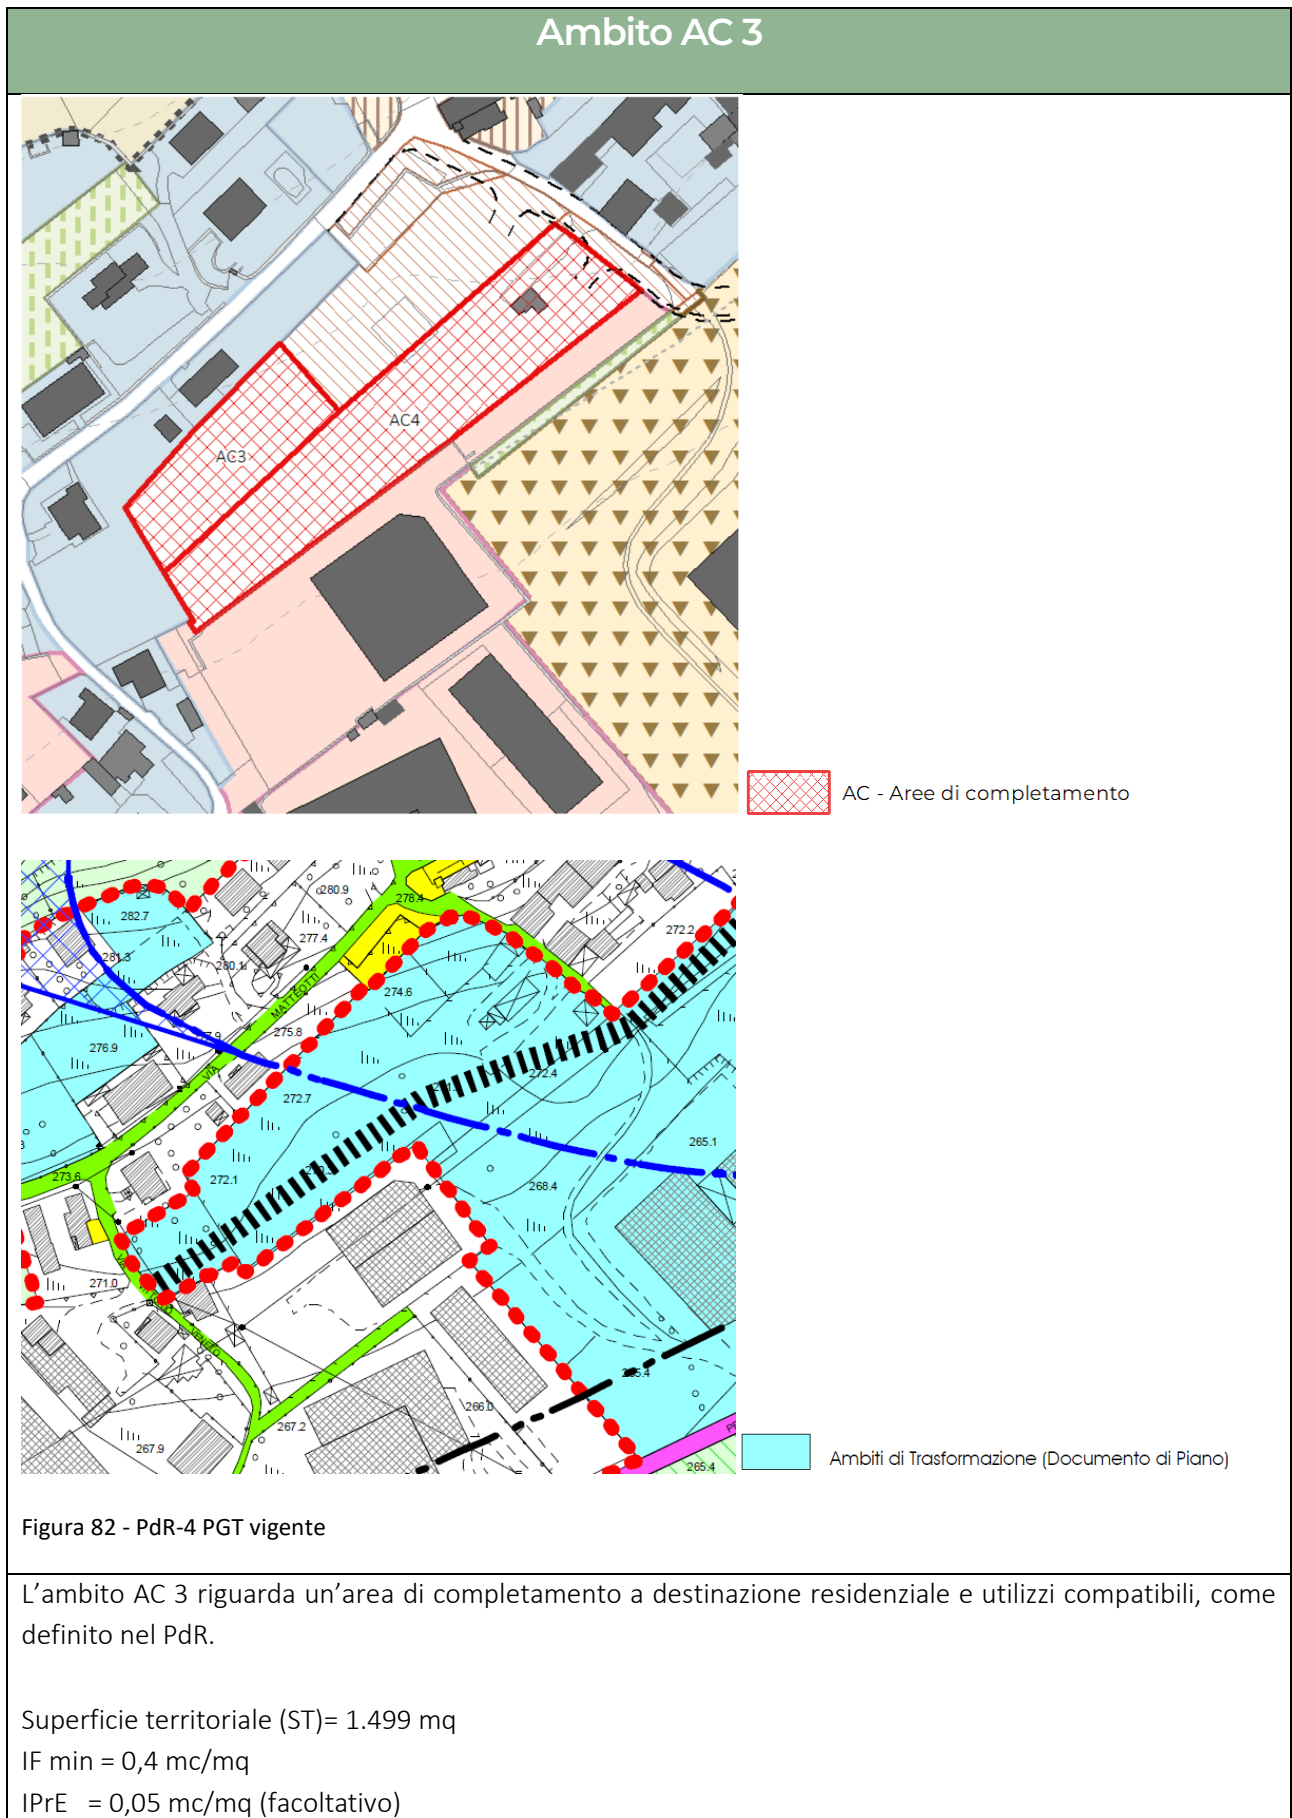 Ambito AC 3
AC4
AC3
AC - Aree di completamento
280.9
278.4
282.7
277.4
272.2
281.3
280.1
274.6
MATTEOTTI
275.8
276.9
VIA
272.4
272.7
265.1
273.6
272.1
268.4
271.0
VENETO
265.4
267.2
266.0
267.9
265.4
Ambiti di Trasformazione (Documento di Piano)
Figura 82 - PdR-4 PGT vigente
L’ambito AC 3 riguarda un’area di completamento a destinazione residenziale e utilizzi compatibili, come
definito nel PdR.
Superficie territoriale (ST)= 1.499 mq
IF min = 0,4 mc/mq
IPrE = 0,05 mc/mq (facoltativo)